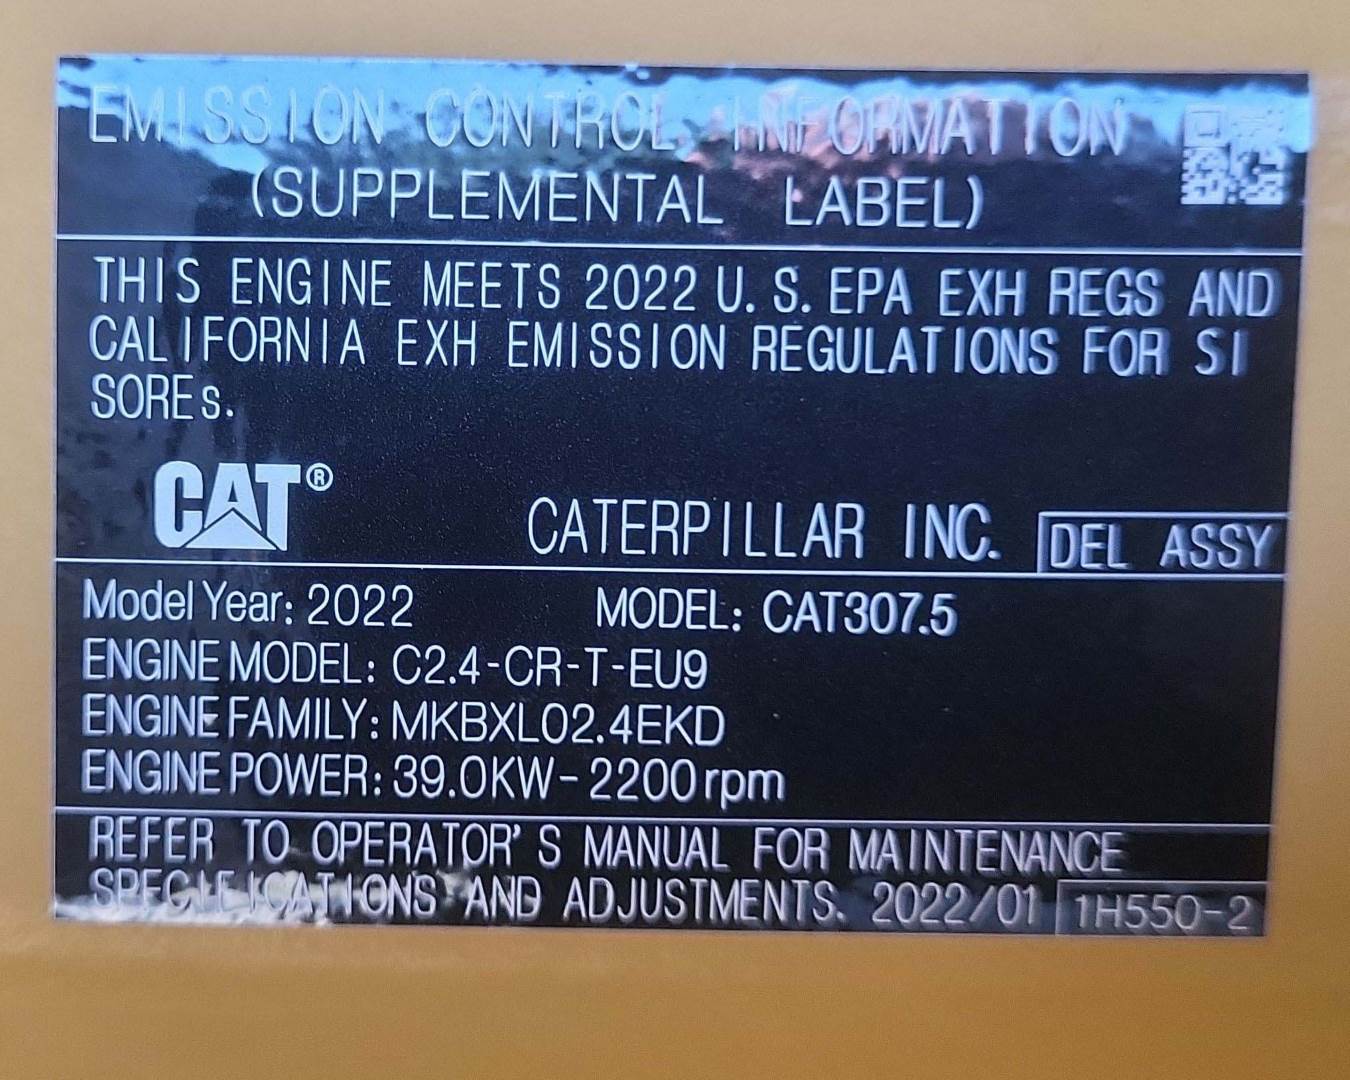 EMISSION CONTROL INFORMATION
(SUPPLEMENTAL LABEL)
THIS ENGINE MEETS 2022 U.S. EPA EXH REGS AND
CALIFORNIA EXH EMISSION REGULATIONS FOR SI
SOREs.
CAT®
CATERPILLAR INC. DEL ASSY
Model Year: 2022 MODEL: CAT307.5
ENGINE MODEL: C2.4-CR-T-EU9
ENGINE FAMILY: MKBXL02.4EKD
ENGINE POWER: 39.0KW-2200rpm
REFER TO OPERATOR'S MANUAL FOR MAINTENANCE
SPECIFICATIONS AND ADJUSTMENTS. 2022/01 1H550-2